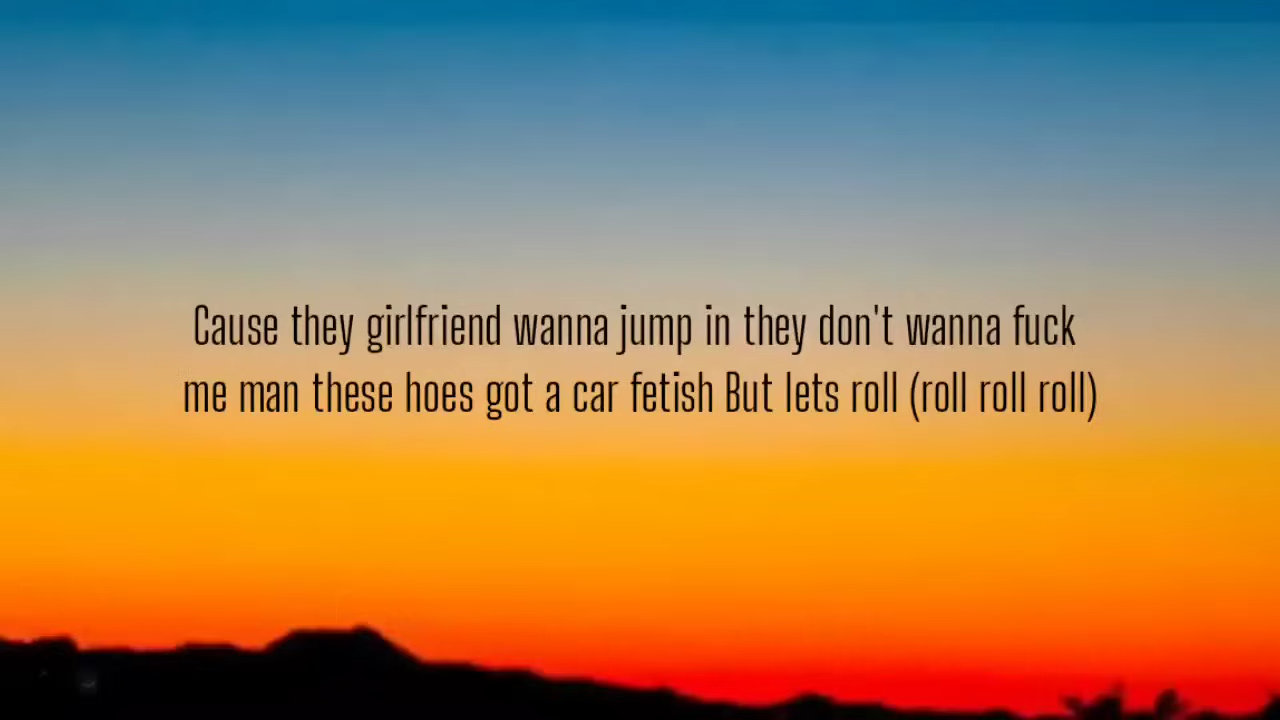 Cause they girlfriend wanna jump in they don't wanna fuck
me man these hoes got a car fetish But lets roll (roll roll roll)